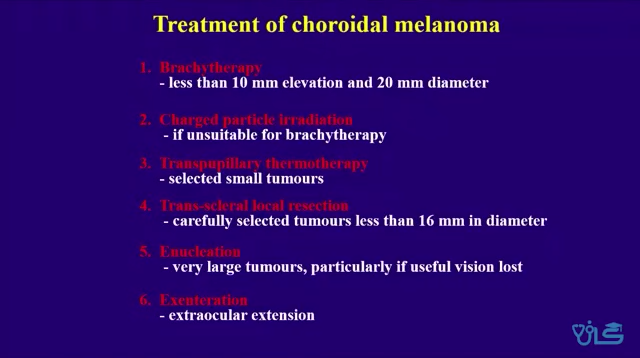 Treatment of choroidal melanoma
1. Brachytherapy
- less than 10 mm elevation and 20 mm diameter
2. Charged particle irradiation
- if unsuitable for brachytherapy
3. Transpupillary thermotherapy
- selected small tumours
4. Trans-scleral local resection
- carefully selected tumours less than 16 mm in diameter
5. Enucleation
- very large tumours, particularly if useful vision lost
6. Exenteration
- extraocular extension